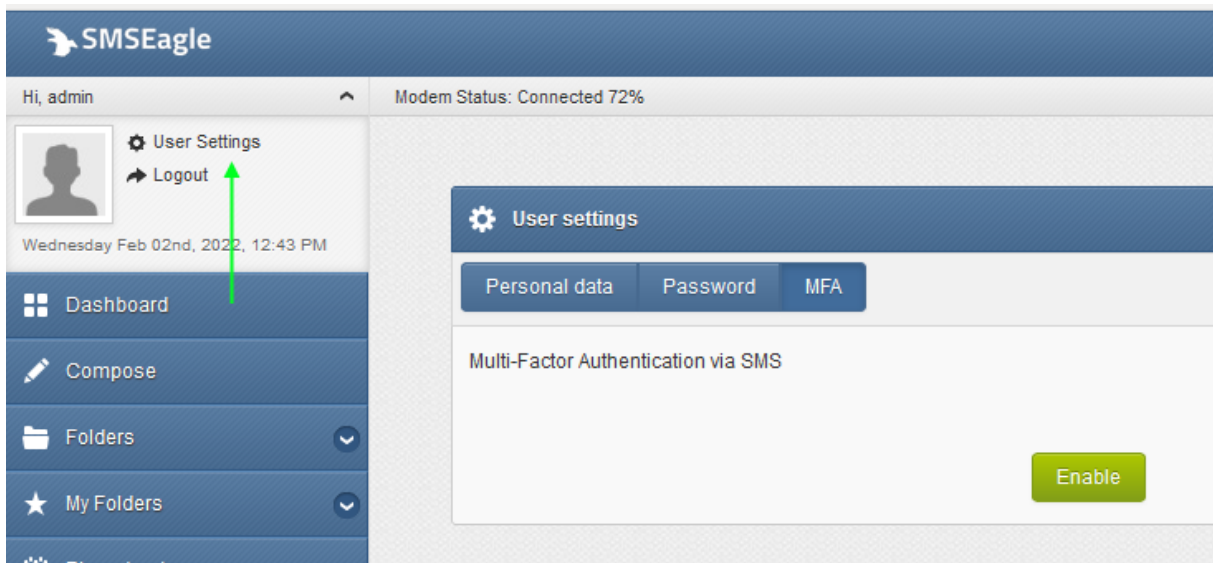 SMSEagle
Hi, admin
Modem Status: Connected 72%
User Settings
Logout
Wednesday Feb 02nd, 2022, 12:43 PM
Dashboard
Compose
Folders
My Folders
User settings
Personal data Password MFA
Multi-Factor Authentication via SMS
Enable